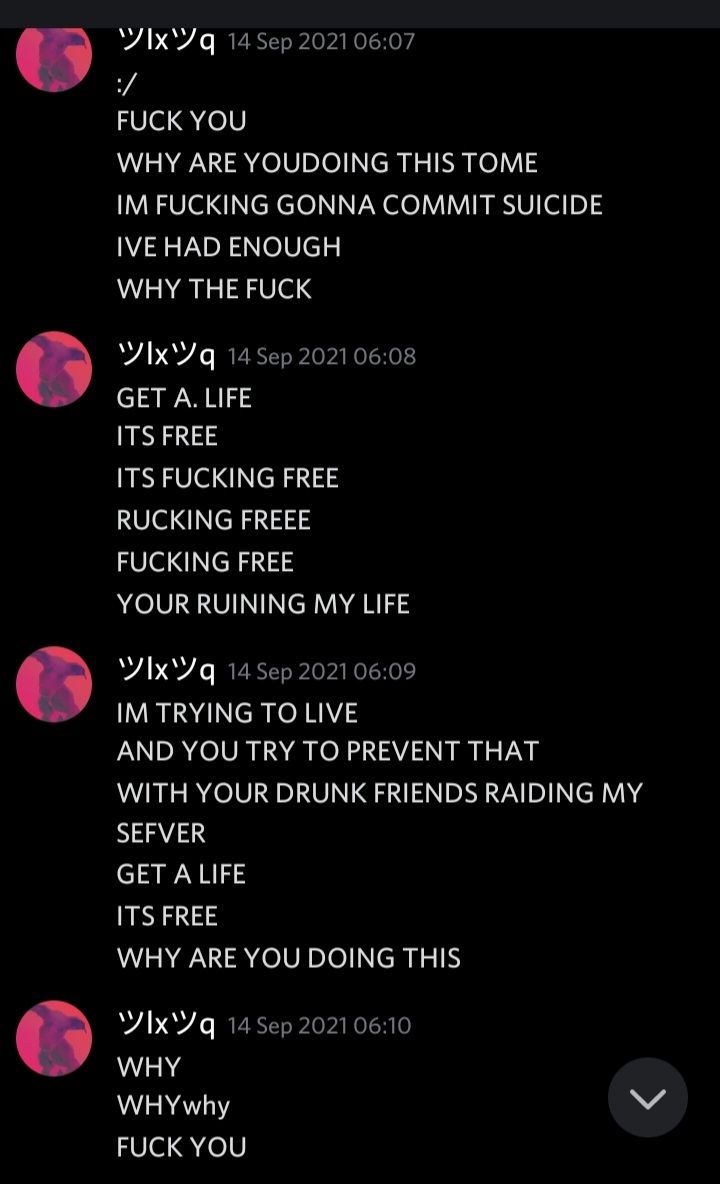 ツlxツq 14 Sep 2021 06:07
:/
FUCK YOU
WHY ARE YOUDOING THIS TOME
IM FUCKING GONNA COMMIT SUICIDE
IVE HAD ENOUGH
WHY THE FUCK
ツlxツq 14 Sep 2021 06:08
GET A. LIFE
ITS FREE
ITS FUCKING FREE
RUCKING FREEE
FUCKING FREE
YOUR RUINING MY LIFE
ツlxツq 14 Sep 2021 06:09
IM TRYING TO LIVE
AND YOU TRY TO PREVENT THAT
WITH YOUR DRUNK FRIENDS RAIDING MY
SEFVER
GET A LIFE
ITS FREE
WHY ARE YOU DOING THIS
ツlxツq 14 Sep 2021 06:10
WHY
WHYwhy
FUCK YOU